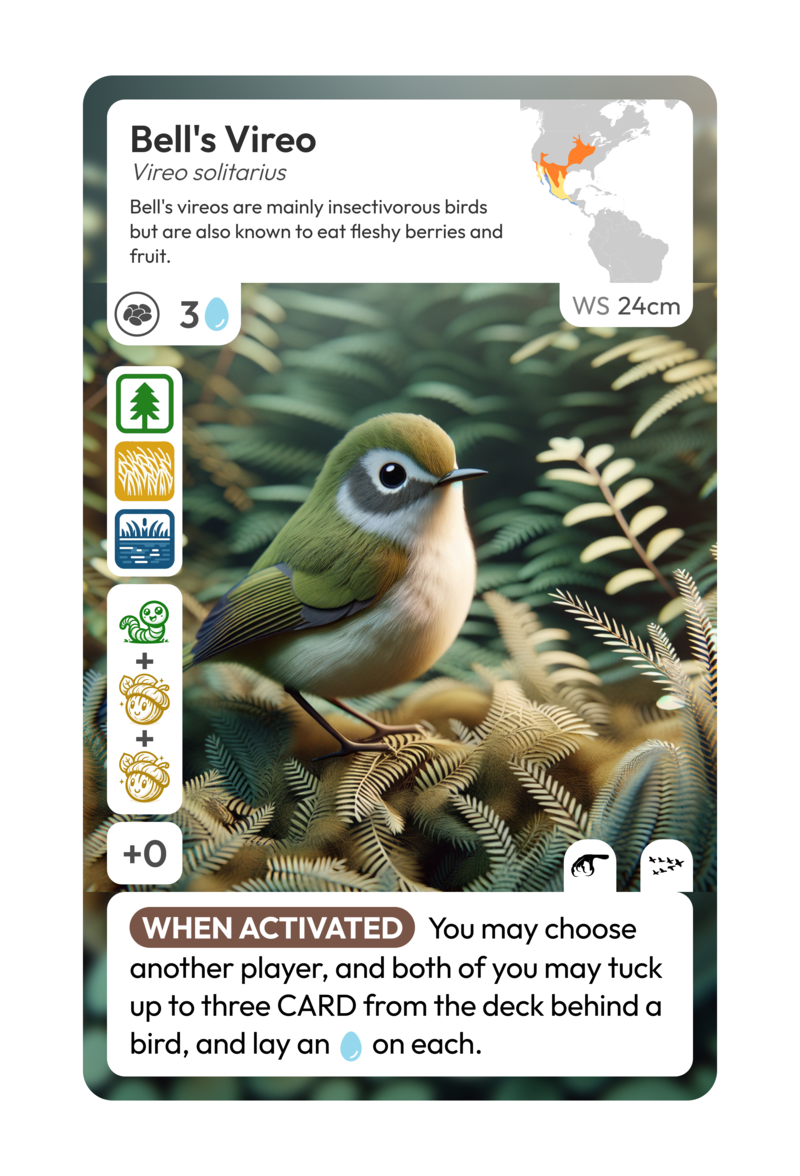 Bell's Vireo
Vireo solitarius
Bell's vireos are mainly insectivorous birds
but are also known to eat fleshy berries and
fruit.
3
WS 24cm
+
+
+0
WHEN ACTIVATED You may choose
another player, and both of you may tuck
up to three CARD from the deck behind a
bird, and lay an on each.